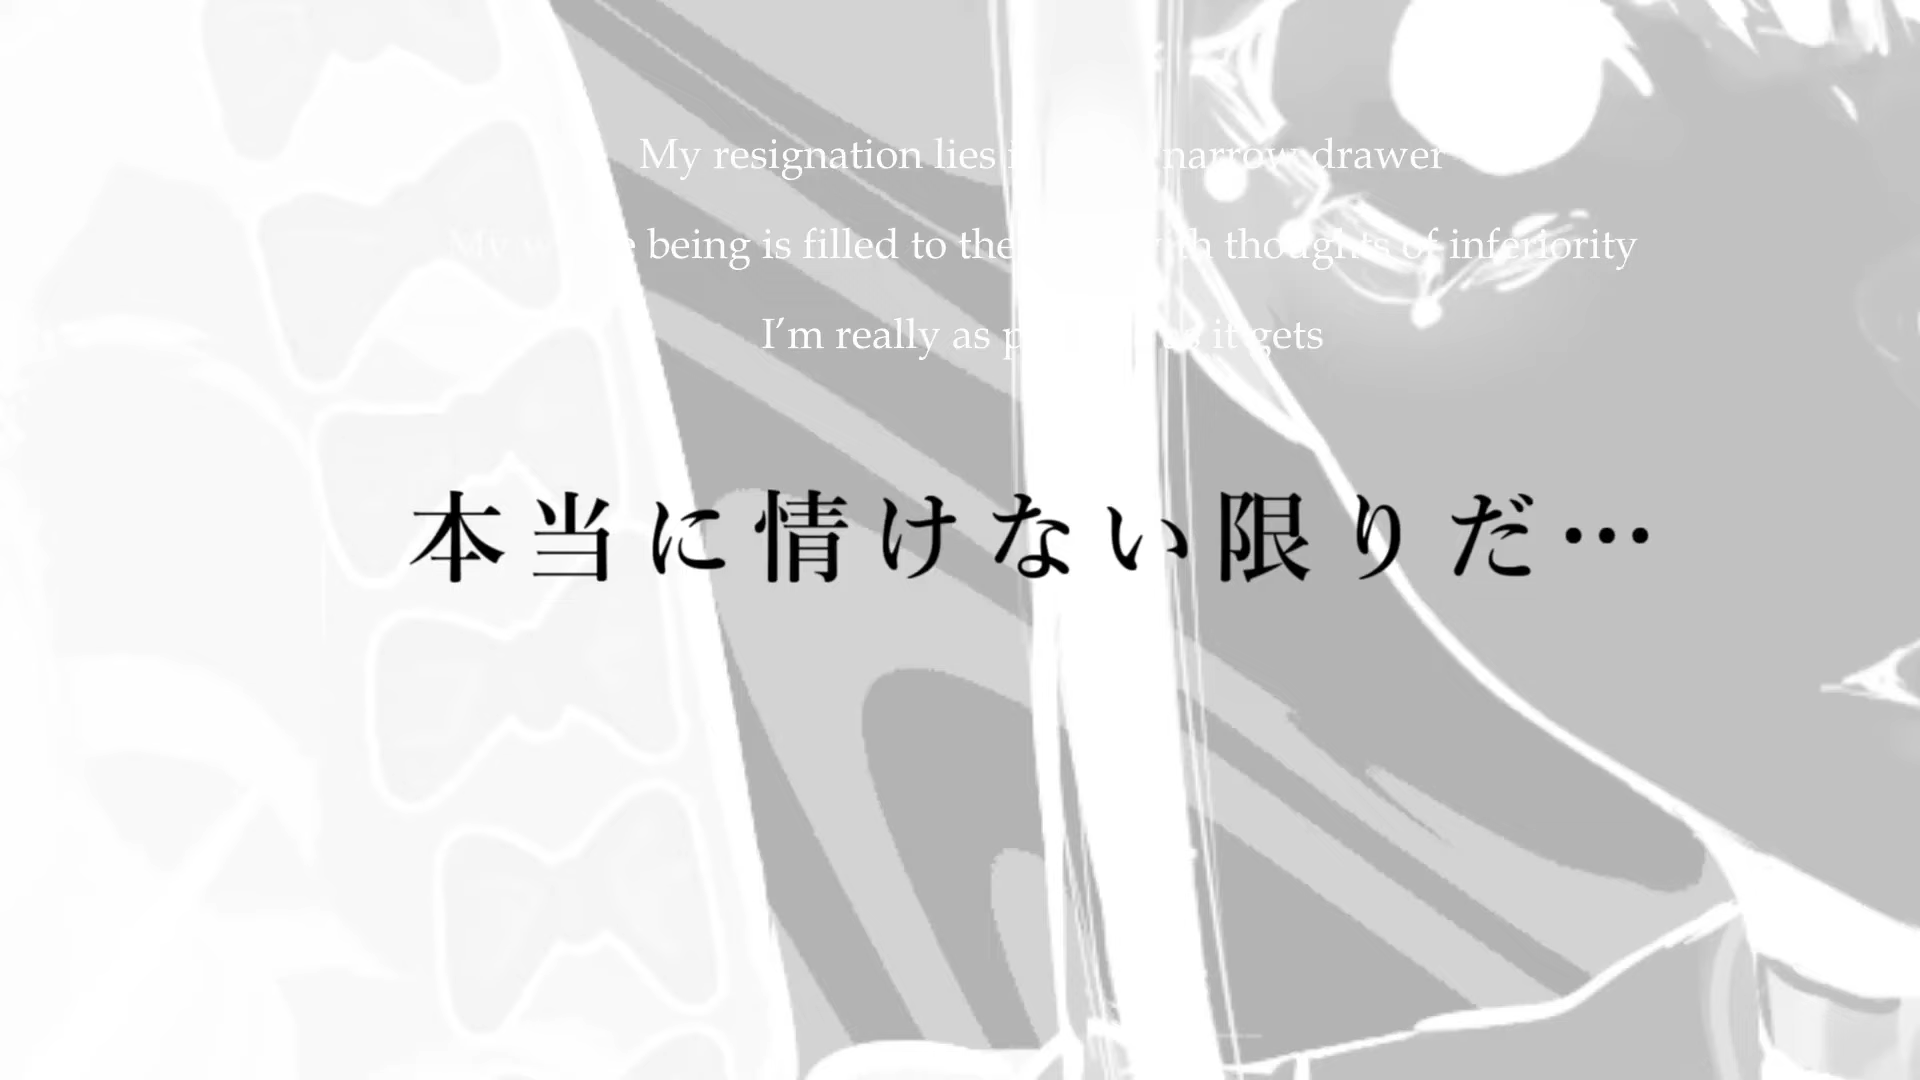 My resignation lies narrow drawer
being is filled to the thoughts of inferiority
I'm really as as it gets
本当に情けない限りだ…